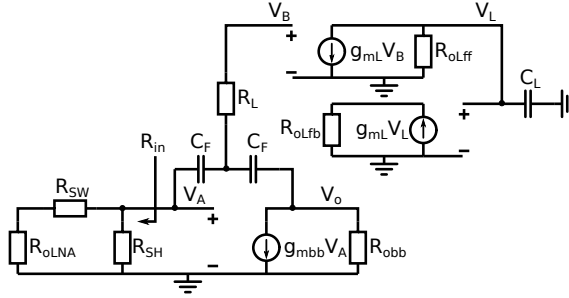 V_B V_L
+ g_mLV_B R_oLff
−
R_L C_L
R_oLfb g_mLV_L +
−
R_in C_F C_F
R_SW V_A V_o
+
R_oLNA R_SH g_mbbV_A R_obb
−